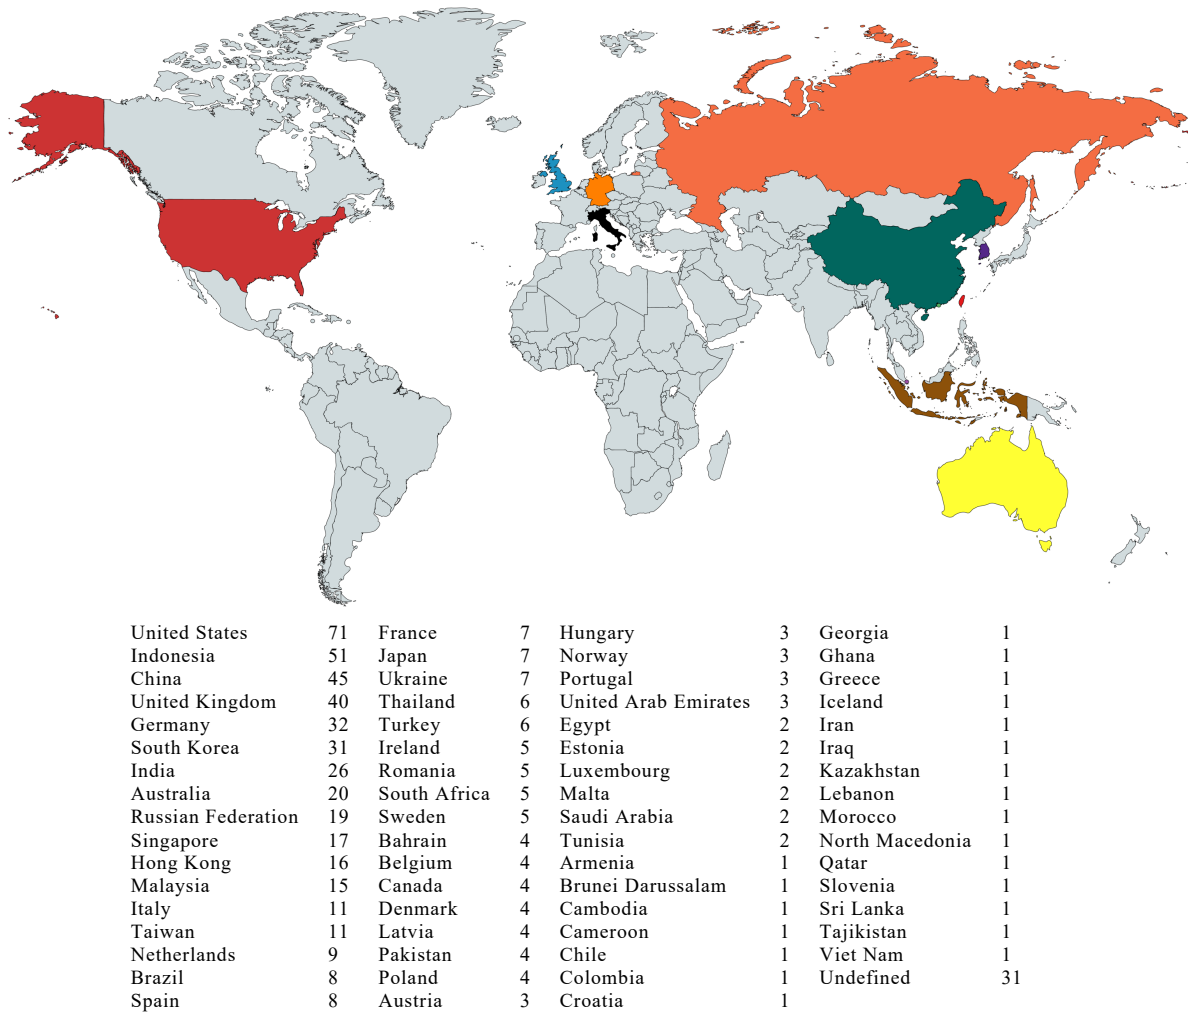 United States 71 France 7 Hungary 3 Georgia 1
Indonesia 51 Japan 7 Norway 3 Ghana 1
China 45 Ukraine 7 Portugal 3 Greece 1
United Kingdom 40 Thailand 6 United Arab Emirates 3 Iceland 1
Germany 32 Turkey 6 Egypt 2 Iran 1
South Korea 31 Ireland 5 Estonia 2 Iraq 1
India 26 Romania 5 Luxembourg 2 Kazakhstan 1
Australia 20 South Africa 5 Malta 2 Lebanon 1
Russian Federation 19 Sweden 5 Saudi Arabia 2 Morocco 1
Singapore 17 Bahrain 4 Tunisia 2 North Macedonia 1
Hong Kong 16 Belgium 4 Armenia 1 Qatar 1
Malaysia 15 Canada 4 Brunei Darussalam 1 Slovenia 1
Italy 11 Denmark 4 Cambodia 1 Sri Lanka 1
Taiwan 11 Latvia 4 Cameroon 1 Tajikistan 1
Netherlands 9 Pakistan 4 Chile 1 Viet Nam 1
Brazil 8 Poland 4 Colombia 1 Undefined 31
Spain 8 Austria 3 Croatia 1